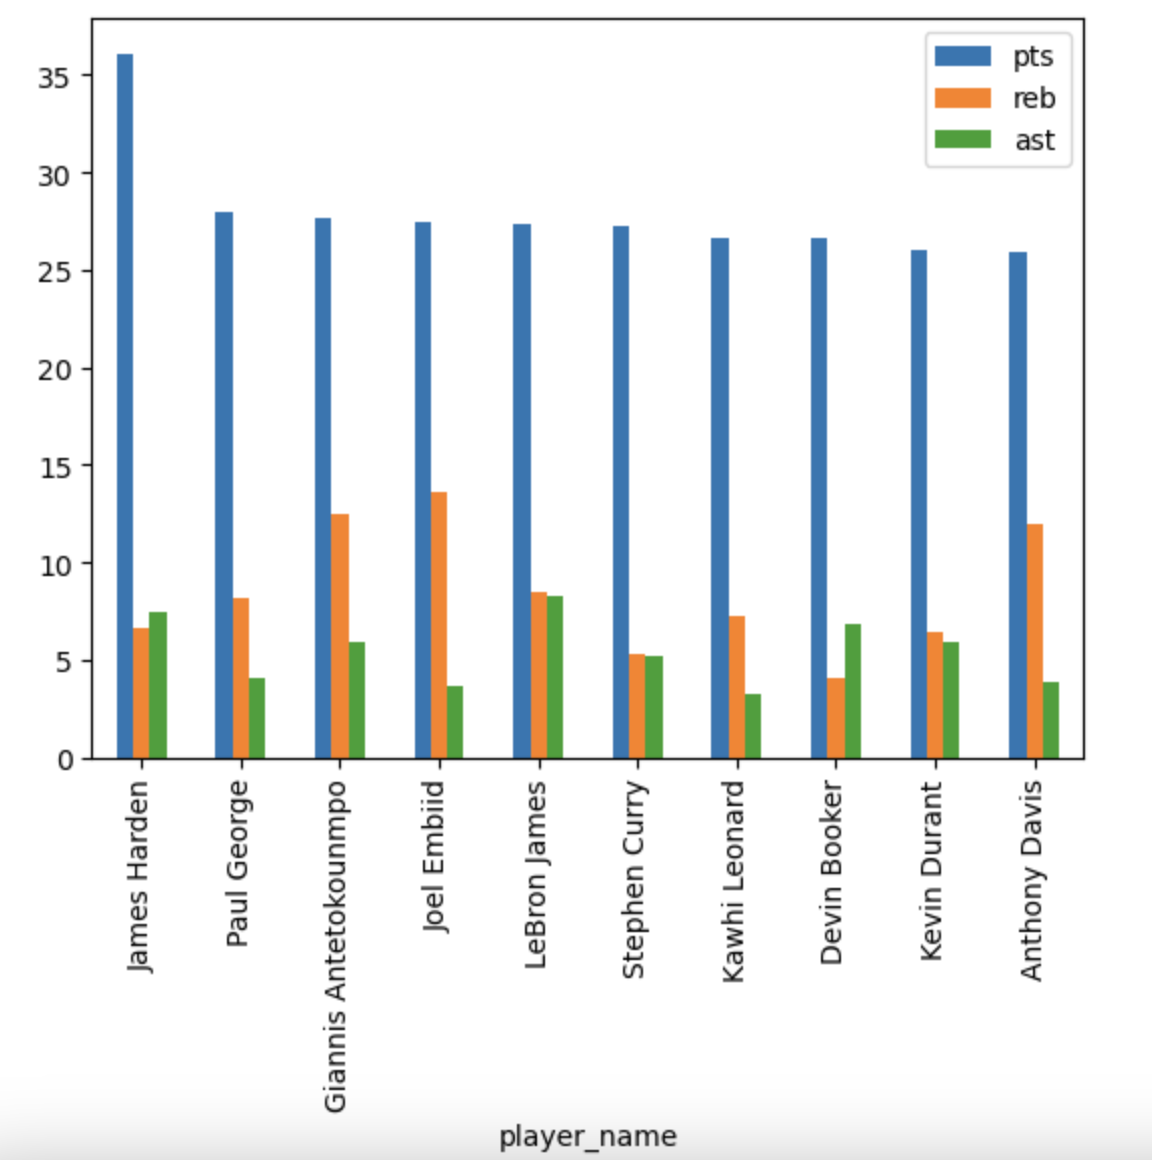 35
30
25
20
15
10
5
0
pts
reb
ast
James Harden
Paul George
Giannis Antetokounmpo
Joel Embiid
LeBron James
Stephen Curry
Kawhi Leonard
Devin Booker
Kevin Durant
Anthony Davis
player_name